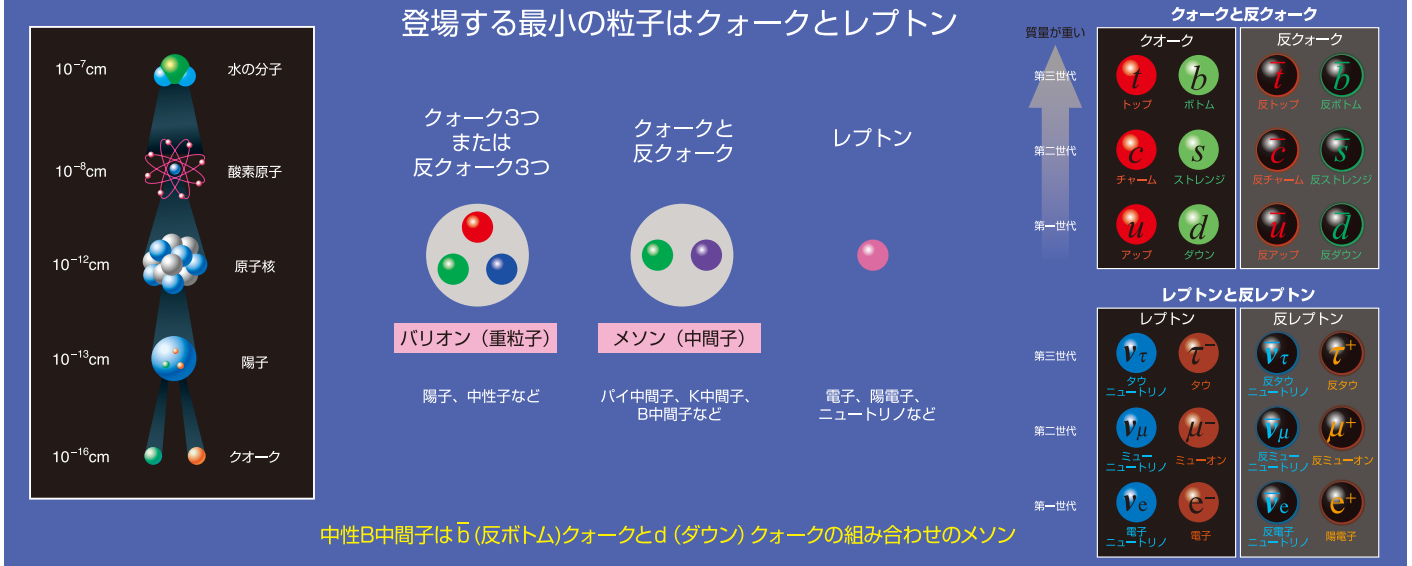 登場する最小の粒子はクォークとレプトン
10⁻⁷cm
水の分子
10⁻⁸cm
酸素原子
10⁻¹²cm
原子核
10⁻¹³cm
陽子
10⁻¹⁶cm
クオーク
クォーク3つ
または
反クォーク3つ
バリオン（重粒子）
陽子、中性子など
クォークと
反クォーク
メソン（中間子）
パイ中間子、K中間子、
B中間子など
レプトン
電子、陽電子、
ニュートリノなど
中性B中間子はb̅(反ボトム)クォークとd（ダウン）クォークの組み合わせのメソン
質量が重い
第三世代
第二世代
第一世代
クォークと反クォーク
クオーク
反クォーク
t b t̅ b̅
トップ ボトム 反トップ 反ボトム
c s c̅ s̅
チャーム ストレンジ 反チャーム 反ストレンジ
u d u̅ d̅
アップ ダウン 反アップ 反ダウン
レプトンと反レプトン
レプトン
反レプトン
第三世代
ντ τ⁻ ν̅τ τ⁺
タウ
ニュートリノ
タウ
反タウ
ニュートリノ
反タウ
第二世代
νμ μ⁻ ν̅μ μ⁺
ミュー
ニュートリノ
ミューオン
反ミュー
ニュートリノ
反ミューオン
第一世代
νe e⁻ ν̅e e⁺
電子
ニュートリノ
電子
反電子
ニュートリノ
陽電子